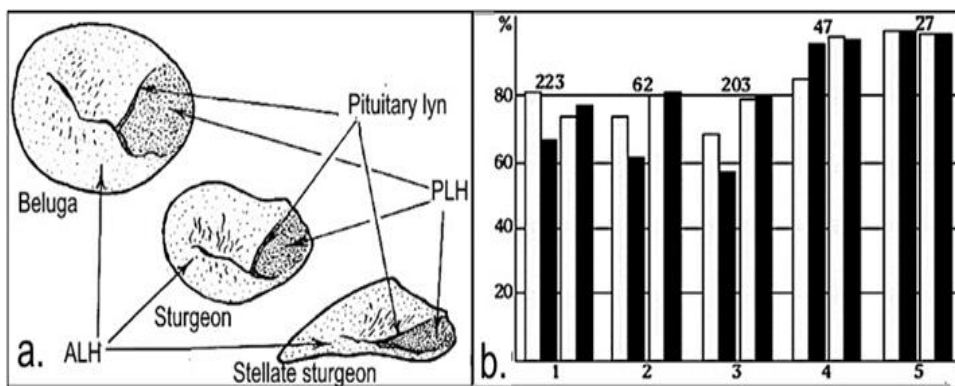 Pituitary lyn
PLH
Beluga
Sturgeon
a. ALH
Stellate sturgeon
%
80
60
40
20
223
62
203
47
27
b. 1 2 3 4 5